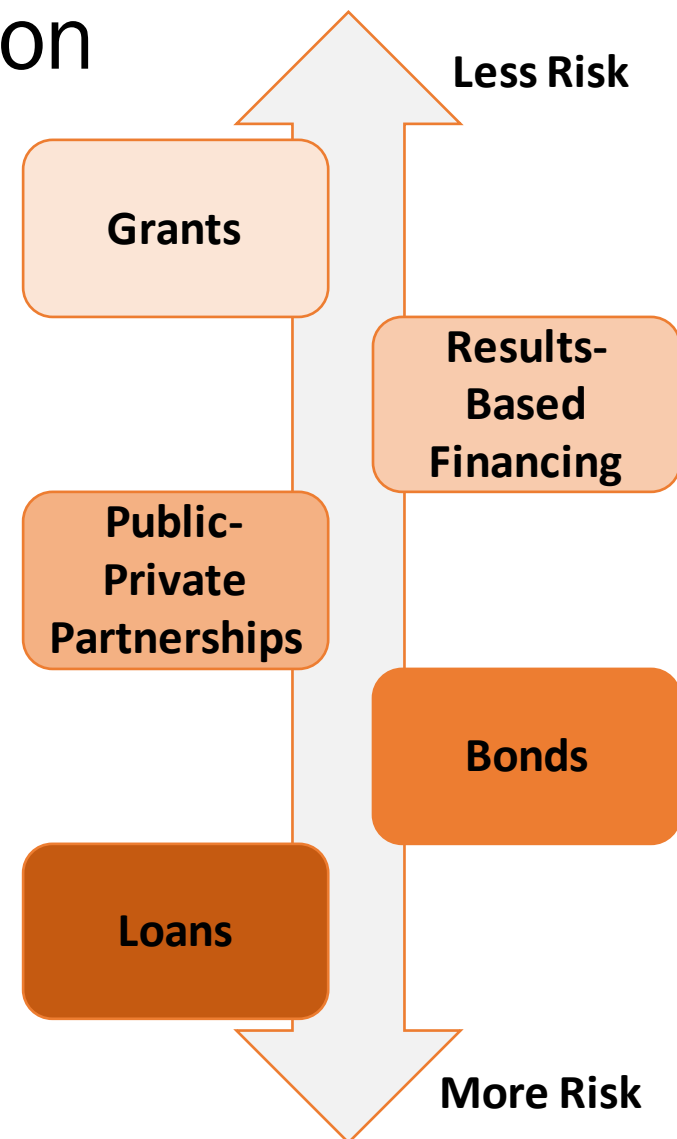 on
Less Risk
Grants
Results-
Based
Financing
Public-
Private
Partnerships
Bonds
Loans
More Risk